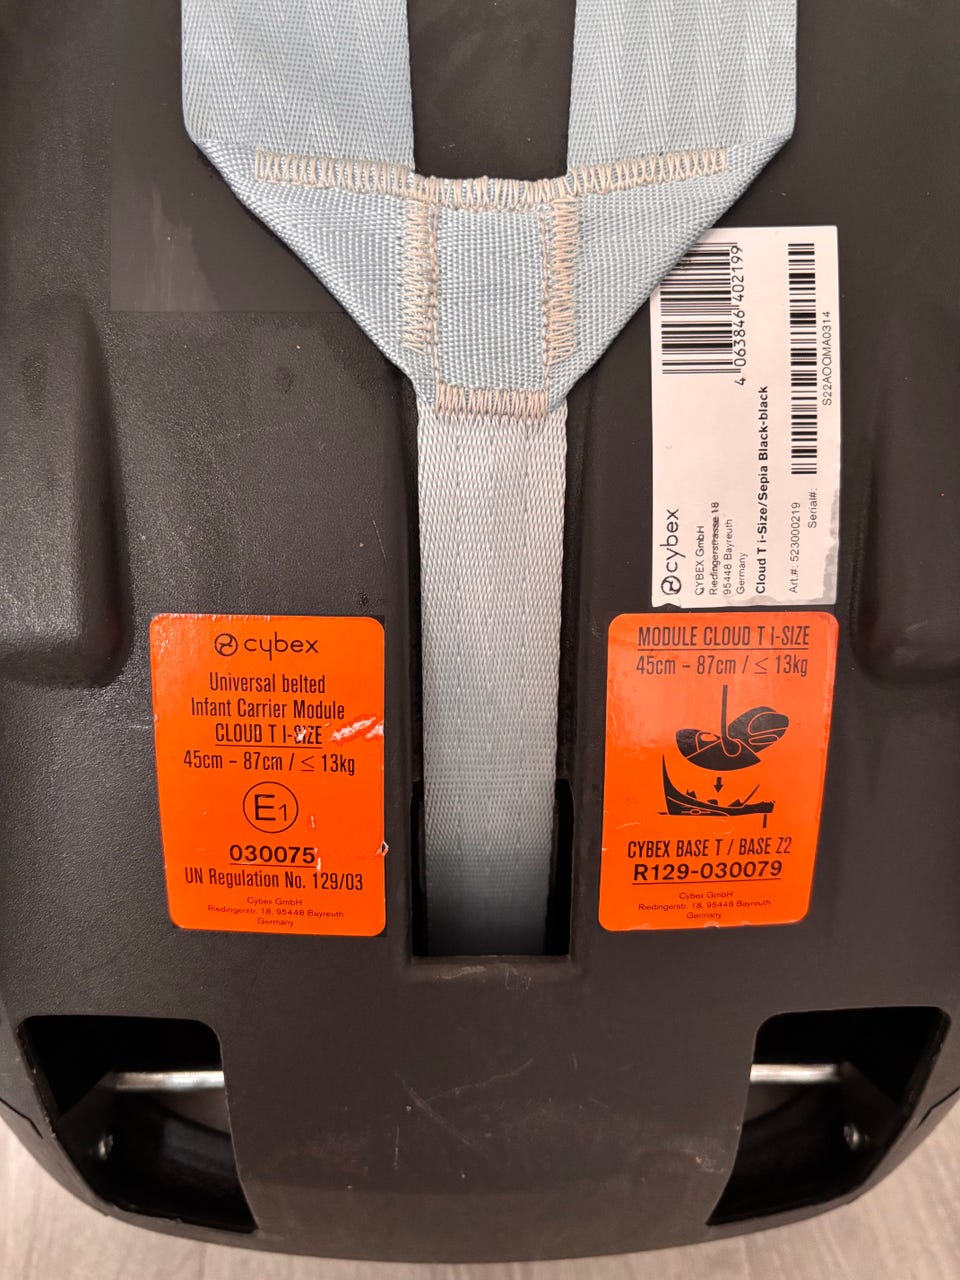 4 063846 402199
cybex
CYBEX GmbH
Riedingerstrasse 18
95448 Bayreuth
Germany
Cloud T i-Size/Sepia Black-black
Art.#: 523000219
Serial#:
S22AOQMA0314
cybex
Universal belted
Infant Carrier Module
CLOUD T I-SIZE
45cm – 87cm / ≤ 13kg
E1
030075
UN Regulation No. 129/03
Cybex GmbH
Riedingerstr. 18, 95448 Bayreuth
Germany
MODULE CLOUD T I-SIZE
45cm – 87cm / ≤ 13kg
CYBEX BASE T / BASE Z2
R129-030079
Cybex GmbH
Riedingerstr. 18, 95448 Bayreuth
Germany